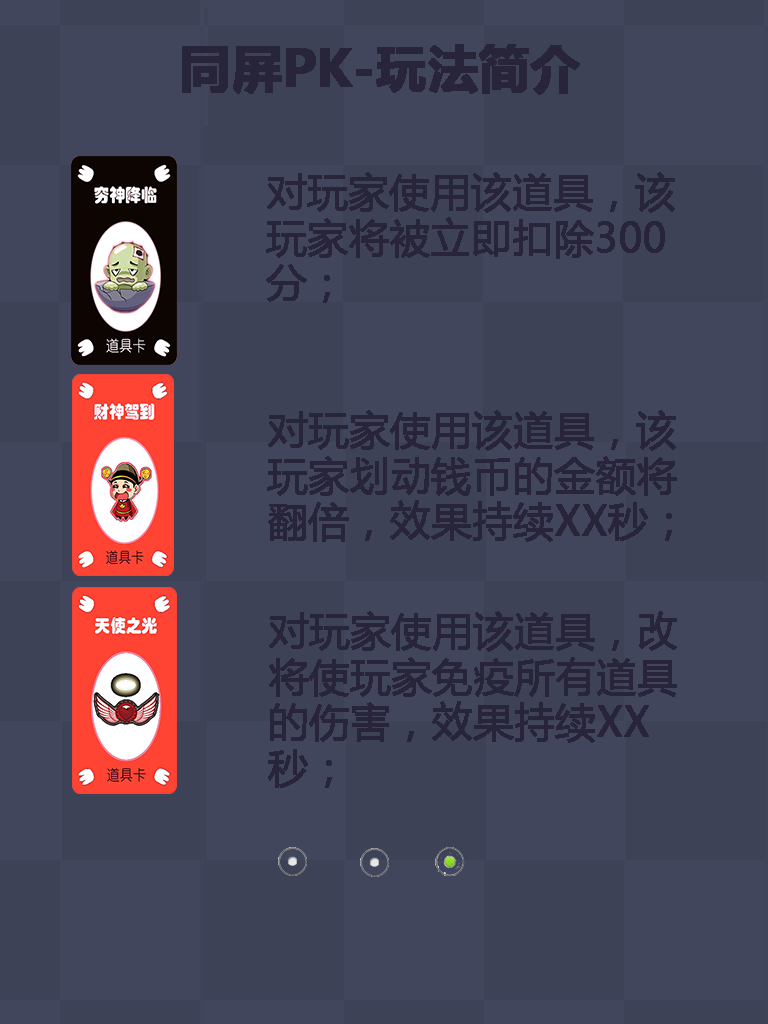 同屏PK-玩法简介
穷神降临
道具卡
对玩家使用该道具，该
玩家将被立即扣除300
分；
财神驾到
道具卡
对玩家使用该道具，该
玩家划动钱币的金额将
翻倍，效果持续XX秒；
天使之光
道具卡
对玩家使用该道具，改
将使玩家免疫所有道具
的伤害，效果持续XX
秒；